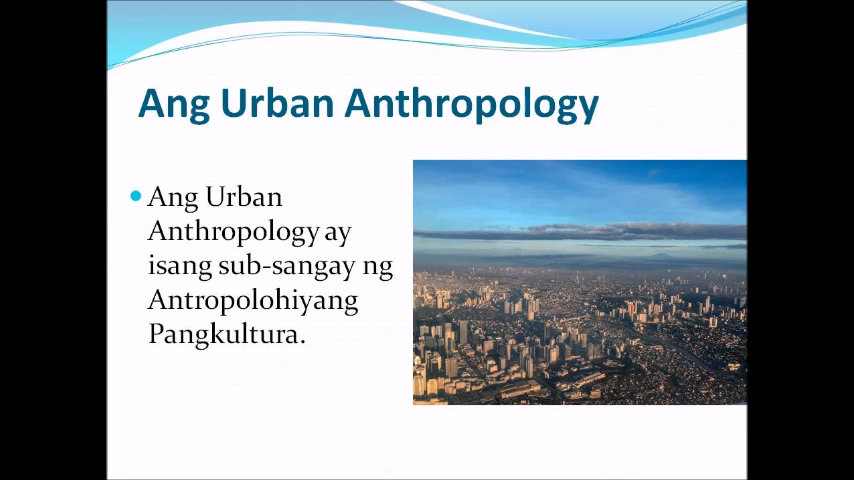 Ang Urban Anthropology
Ang Urban
Anthropology ay
isang sub-sangay ng
Antropolohiyang
Pangkultura.